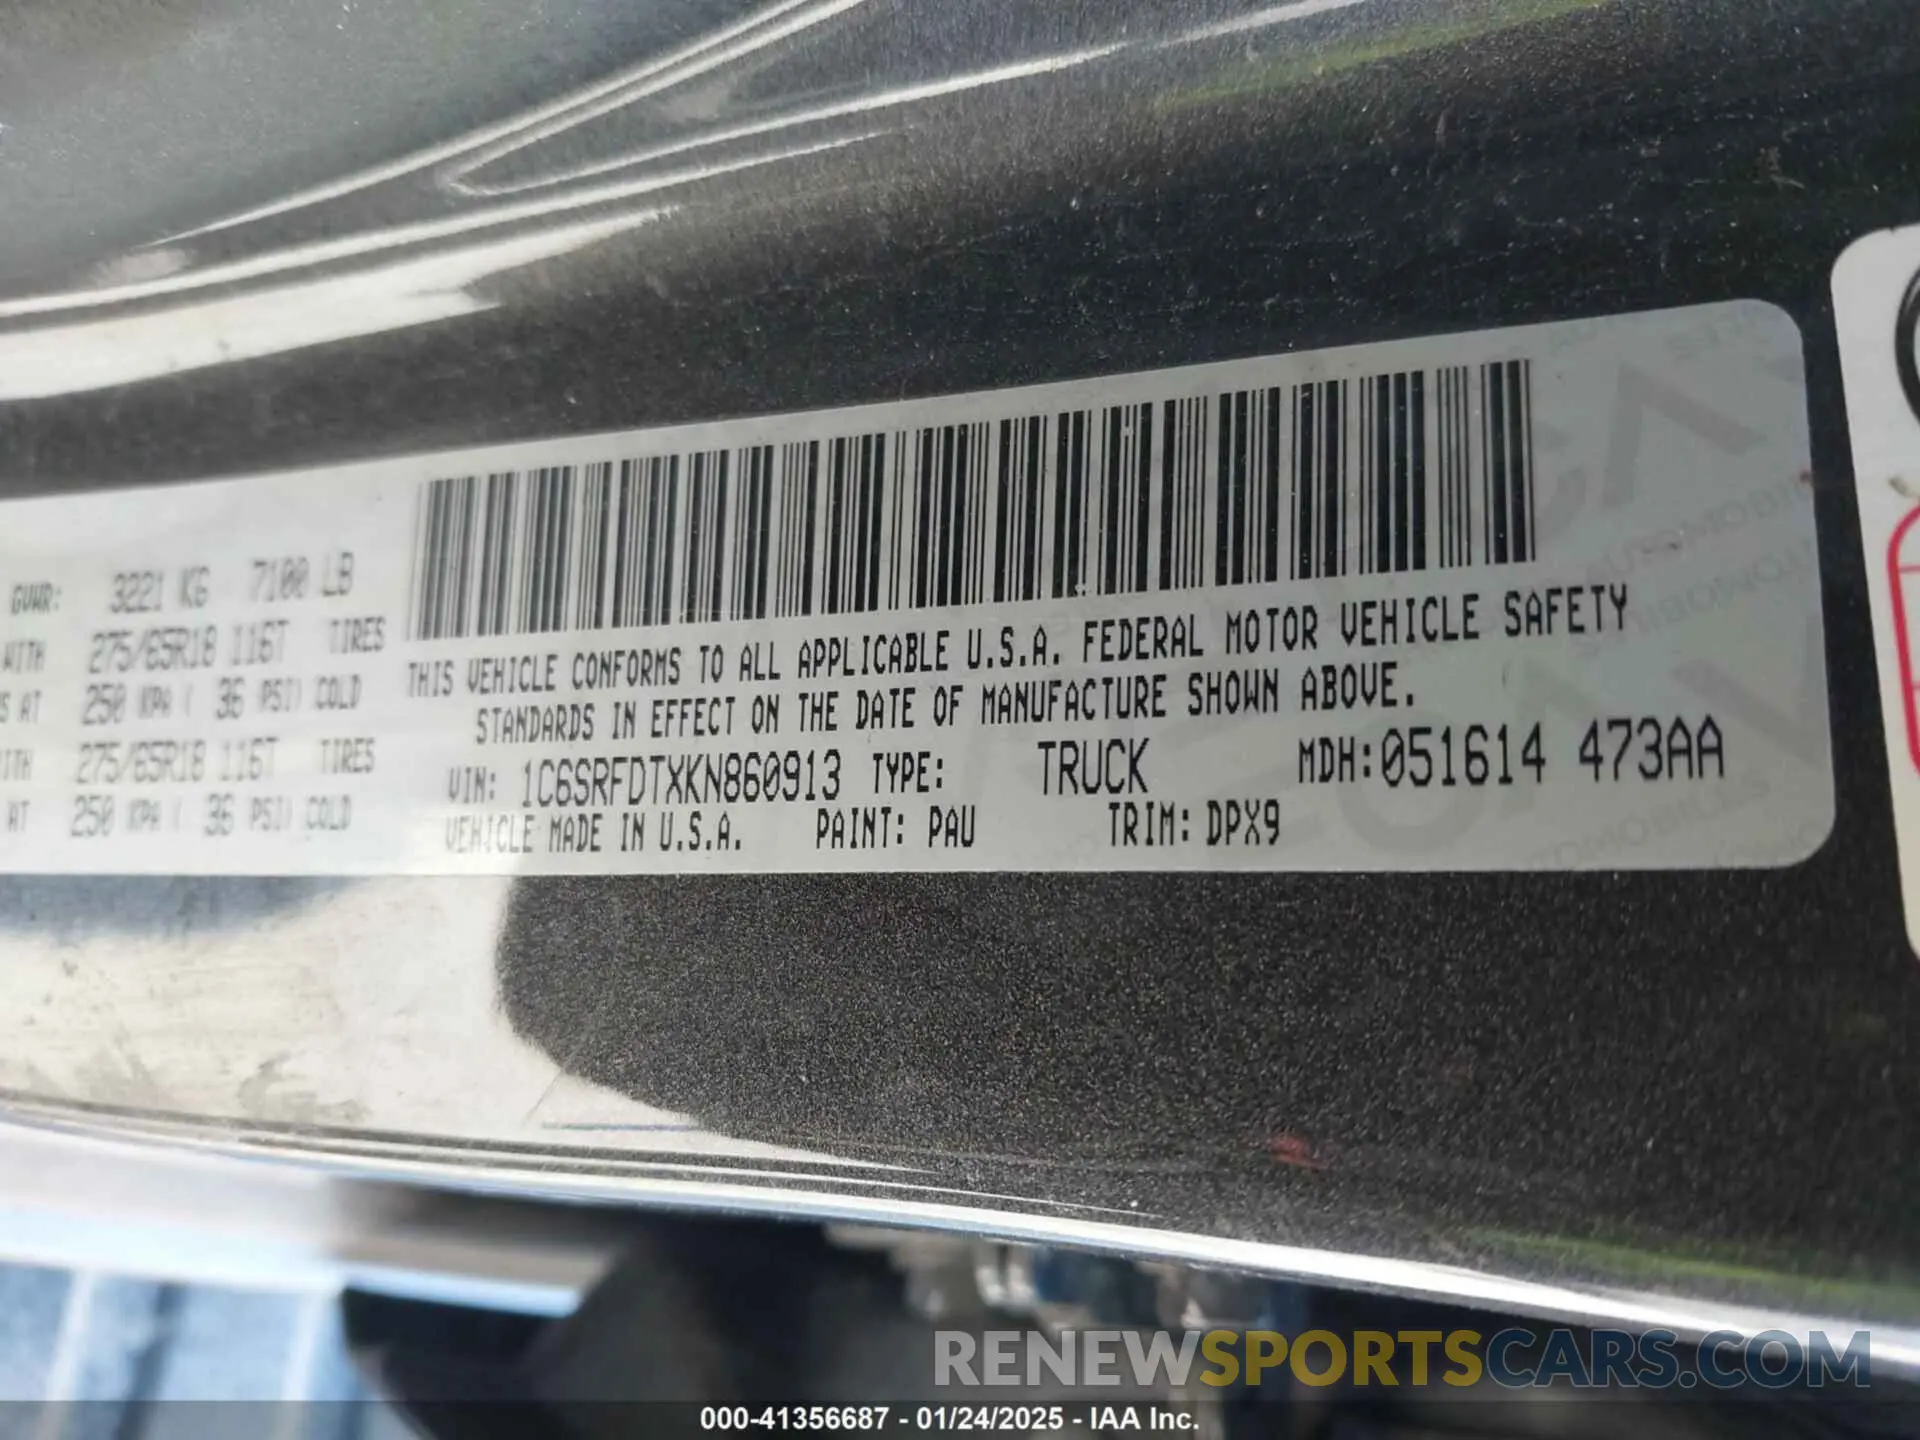 GVWR: 3221 KG 7100 LB
WITH 275/65R18 116T TIRES
S AT 250 KPA ( 36 PSI) COLD
ITH 275/65R18 116T TIRES
AT 250 KPA ( 36 PSI) COLD
THIS VEHICLE CONFORMS TO ALL APPLICABLE U.S.A. FEDERAL MOTOR VEHICLE SAFETY
STANDARDS IN EFFECT ON THE DATE OF MANUFACTURE SHOWN ABOVE.
VIN: 1C6SRFDTXKN860913 TYPE: TRUCK MDH:051614 473AA
VEHICLE MADE IN U.S.A. PAINT: PAU TRIM: DPX9
RENEWSPORTSCARS.COM
000-41356687 - 01/24/2025 - IAA Inc.